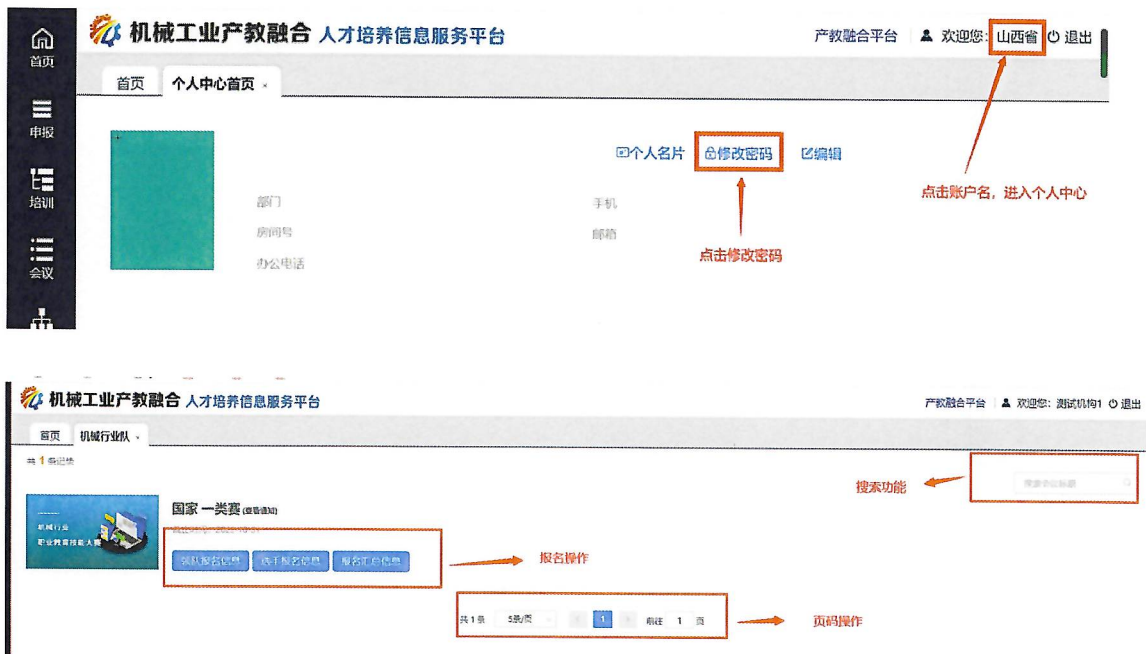 机械工业产教融合 人才培养信息服务平台
产教融合平台 欢迎您: 山西省 退出
首页
首页 个人中心首页 ×
申报
个人名片 修改密码 编辑
培训
点击账户名，进入个人中心
部门 手机
房间号 邮箱
点击修改密码
办公电话
会议
机械工业产教融合 人才培养信息服务平台
产教融合平台 欢迎您: 测试机构1 退出
首页 机械行业队 ×
共 1 条记录
搜索功能
国家 一类赛 (查看通知)
机械行业
职业教育技能大赛
领队报名信息 选手报名信息 报名汇总信息
报名操作
共 1 条 5条/页 < 1 > 前往 1 页
页码操作